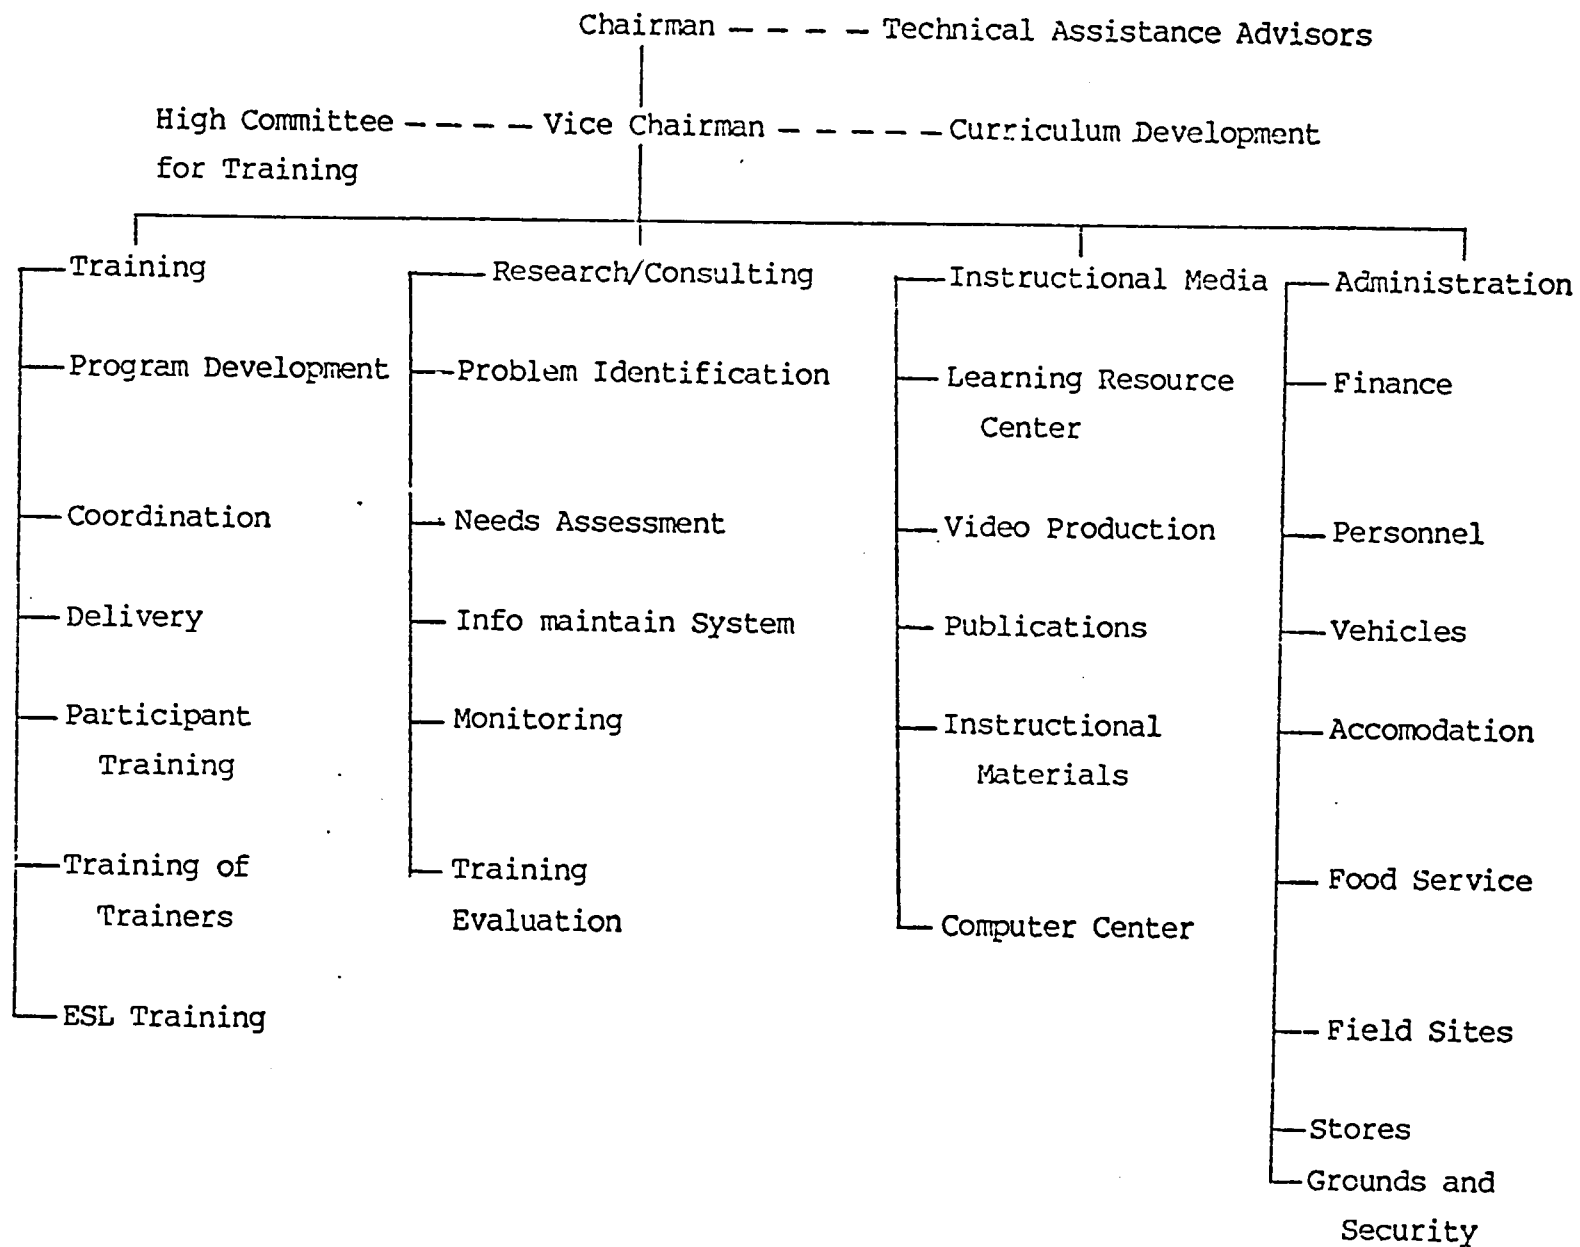 Chairman – – – – Technical Assistance Advisors
High Committee – – – – Vice Chairman – – – – – Curriculum Development
for Training
Training
Program Development
Coordination
Delivery
Participant
Training
Training of
Trainers
ESL Training
Research/Consulting
Problem Identification
Needs Assessment
Info maintain System
Monitoring
Training
Evaluation
Instructional Media
Learning Resource
Center
Video Production
Publications
Instructional
Materials
Computer Center
Administration
Finance
Personnel
Vehicles
Accomodation
Food Service
Field Sites
Stores
Grounds and
Security